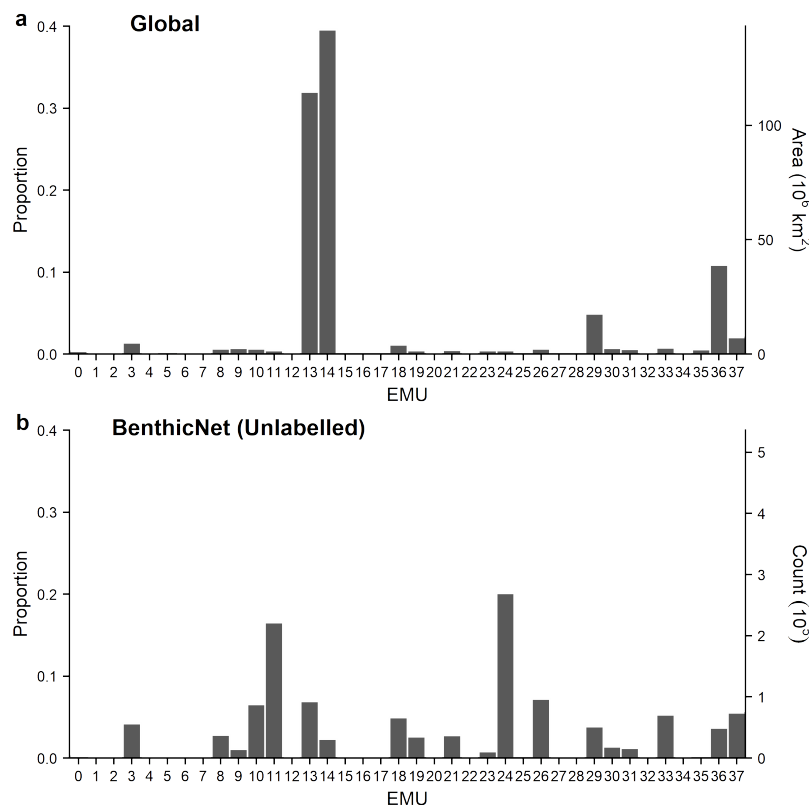 a
Global
0.4
0.3
0.2
0.1
0.0
Proportion
100
50
0
Area (10⁶ km²)
0 1 2 3 4 5 6 7 8 9 10 11 12 13 14 15 16 17 18 19 20 21 22 23 24 25 26 27 28 29 30 31 32 33 34 35 36 37
EMU
b
BenthicNet (Unlabelled)
0.4
0.3
0.2
0.1
0.0
Proportion
5
4
3
2
1
0
Count (10⁵)
0 1 2 3 4 5 6 7 8 9 10 11 12 13 14 15 16 17 18 19 20 21 22 23 24 25 26 27 28 29 30 31 32 33 34 35 36 37
EMU